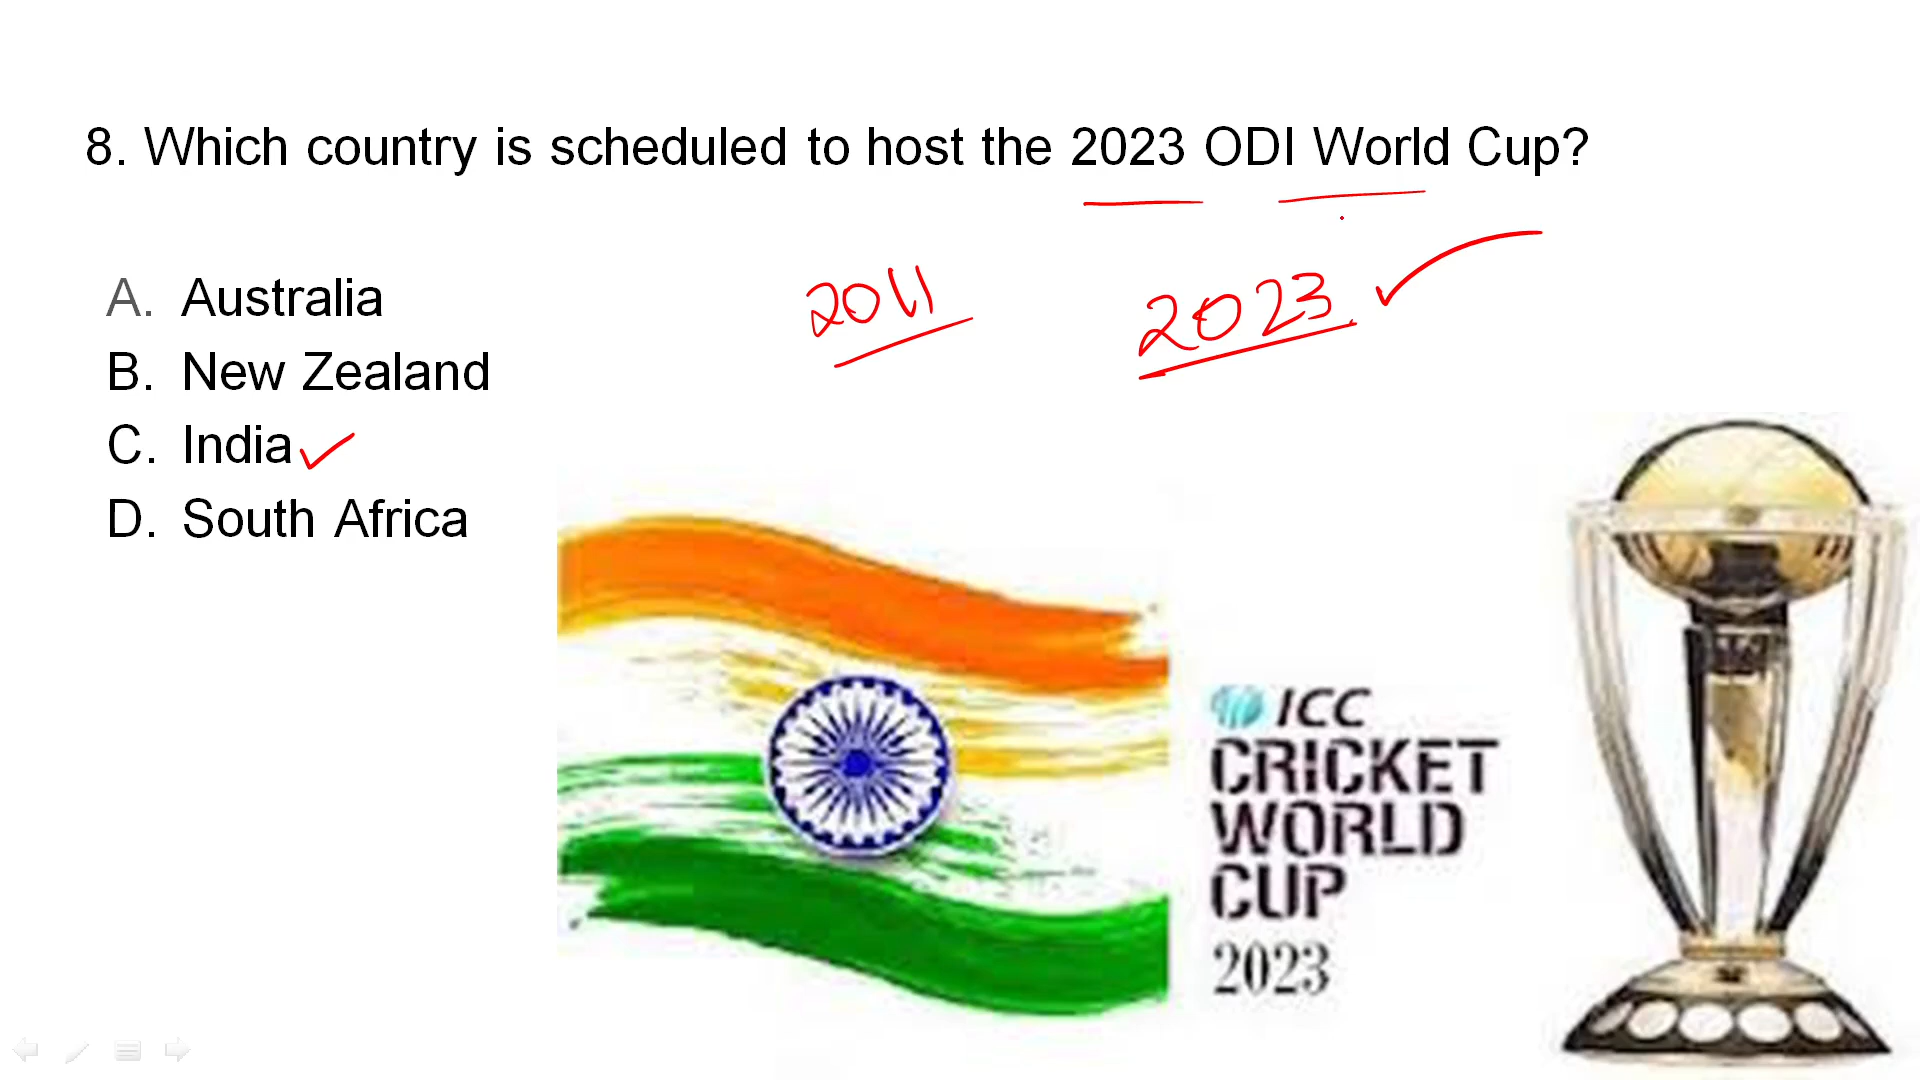 8. Which country is scheduled to host the 2023 ODI World Cup?
2011
2023
A. Australia
B. New Zealand
C. India
D. South Africa
ICC
CRICKET
WORLD
CUP
2023